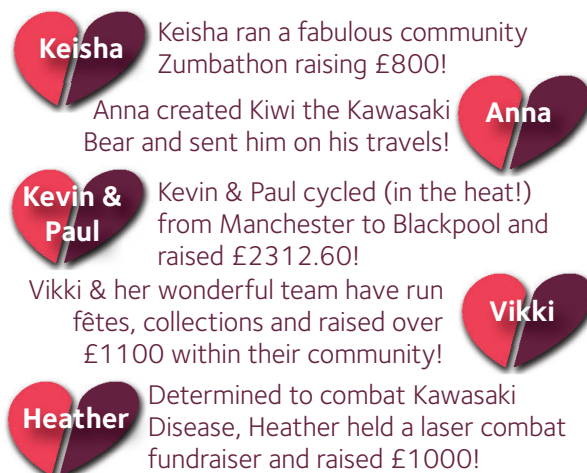 Keisha
Keisha ran a fabulous community
Zumbathon raising £800!
Anna created Kiwi the Kawasaki
Bear and sent him on his travels!
Anna
Kevin &
Paul
Kevin & Paul cycled (in the heat!)
from Manchester to Blackpool and
raised £2312.60!
Vikki & her wonderful team have run
fêtes, collections and raised over
£1100 within their community!
Vikki
Heather
Determined to combat Kawasaki
Disease, Heather held a laser combat
fundraiser and raised £1000!